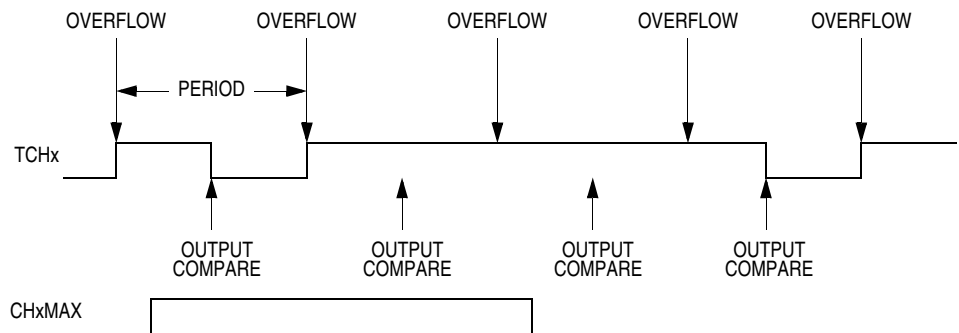 OVERFLOW OVERFLOW OVERFLOW OVERFLOW OVERFLOW
PERIOD
TCHx
OUTPUT OUTPUT OUTPUT OUTPUT
COMPARE COMPARE COMPARE COMPARE
CHxMAX